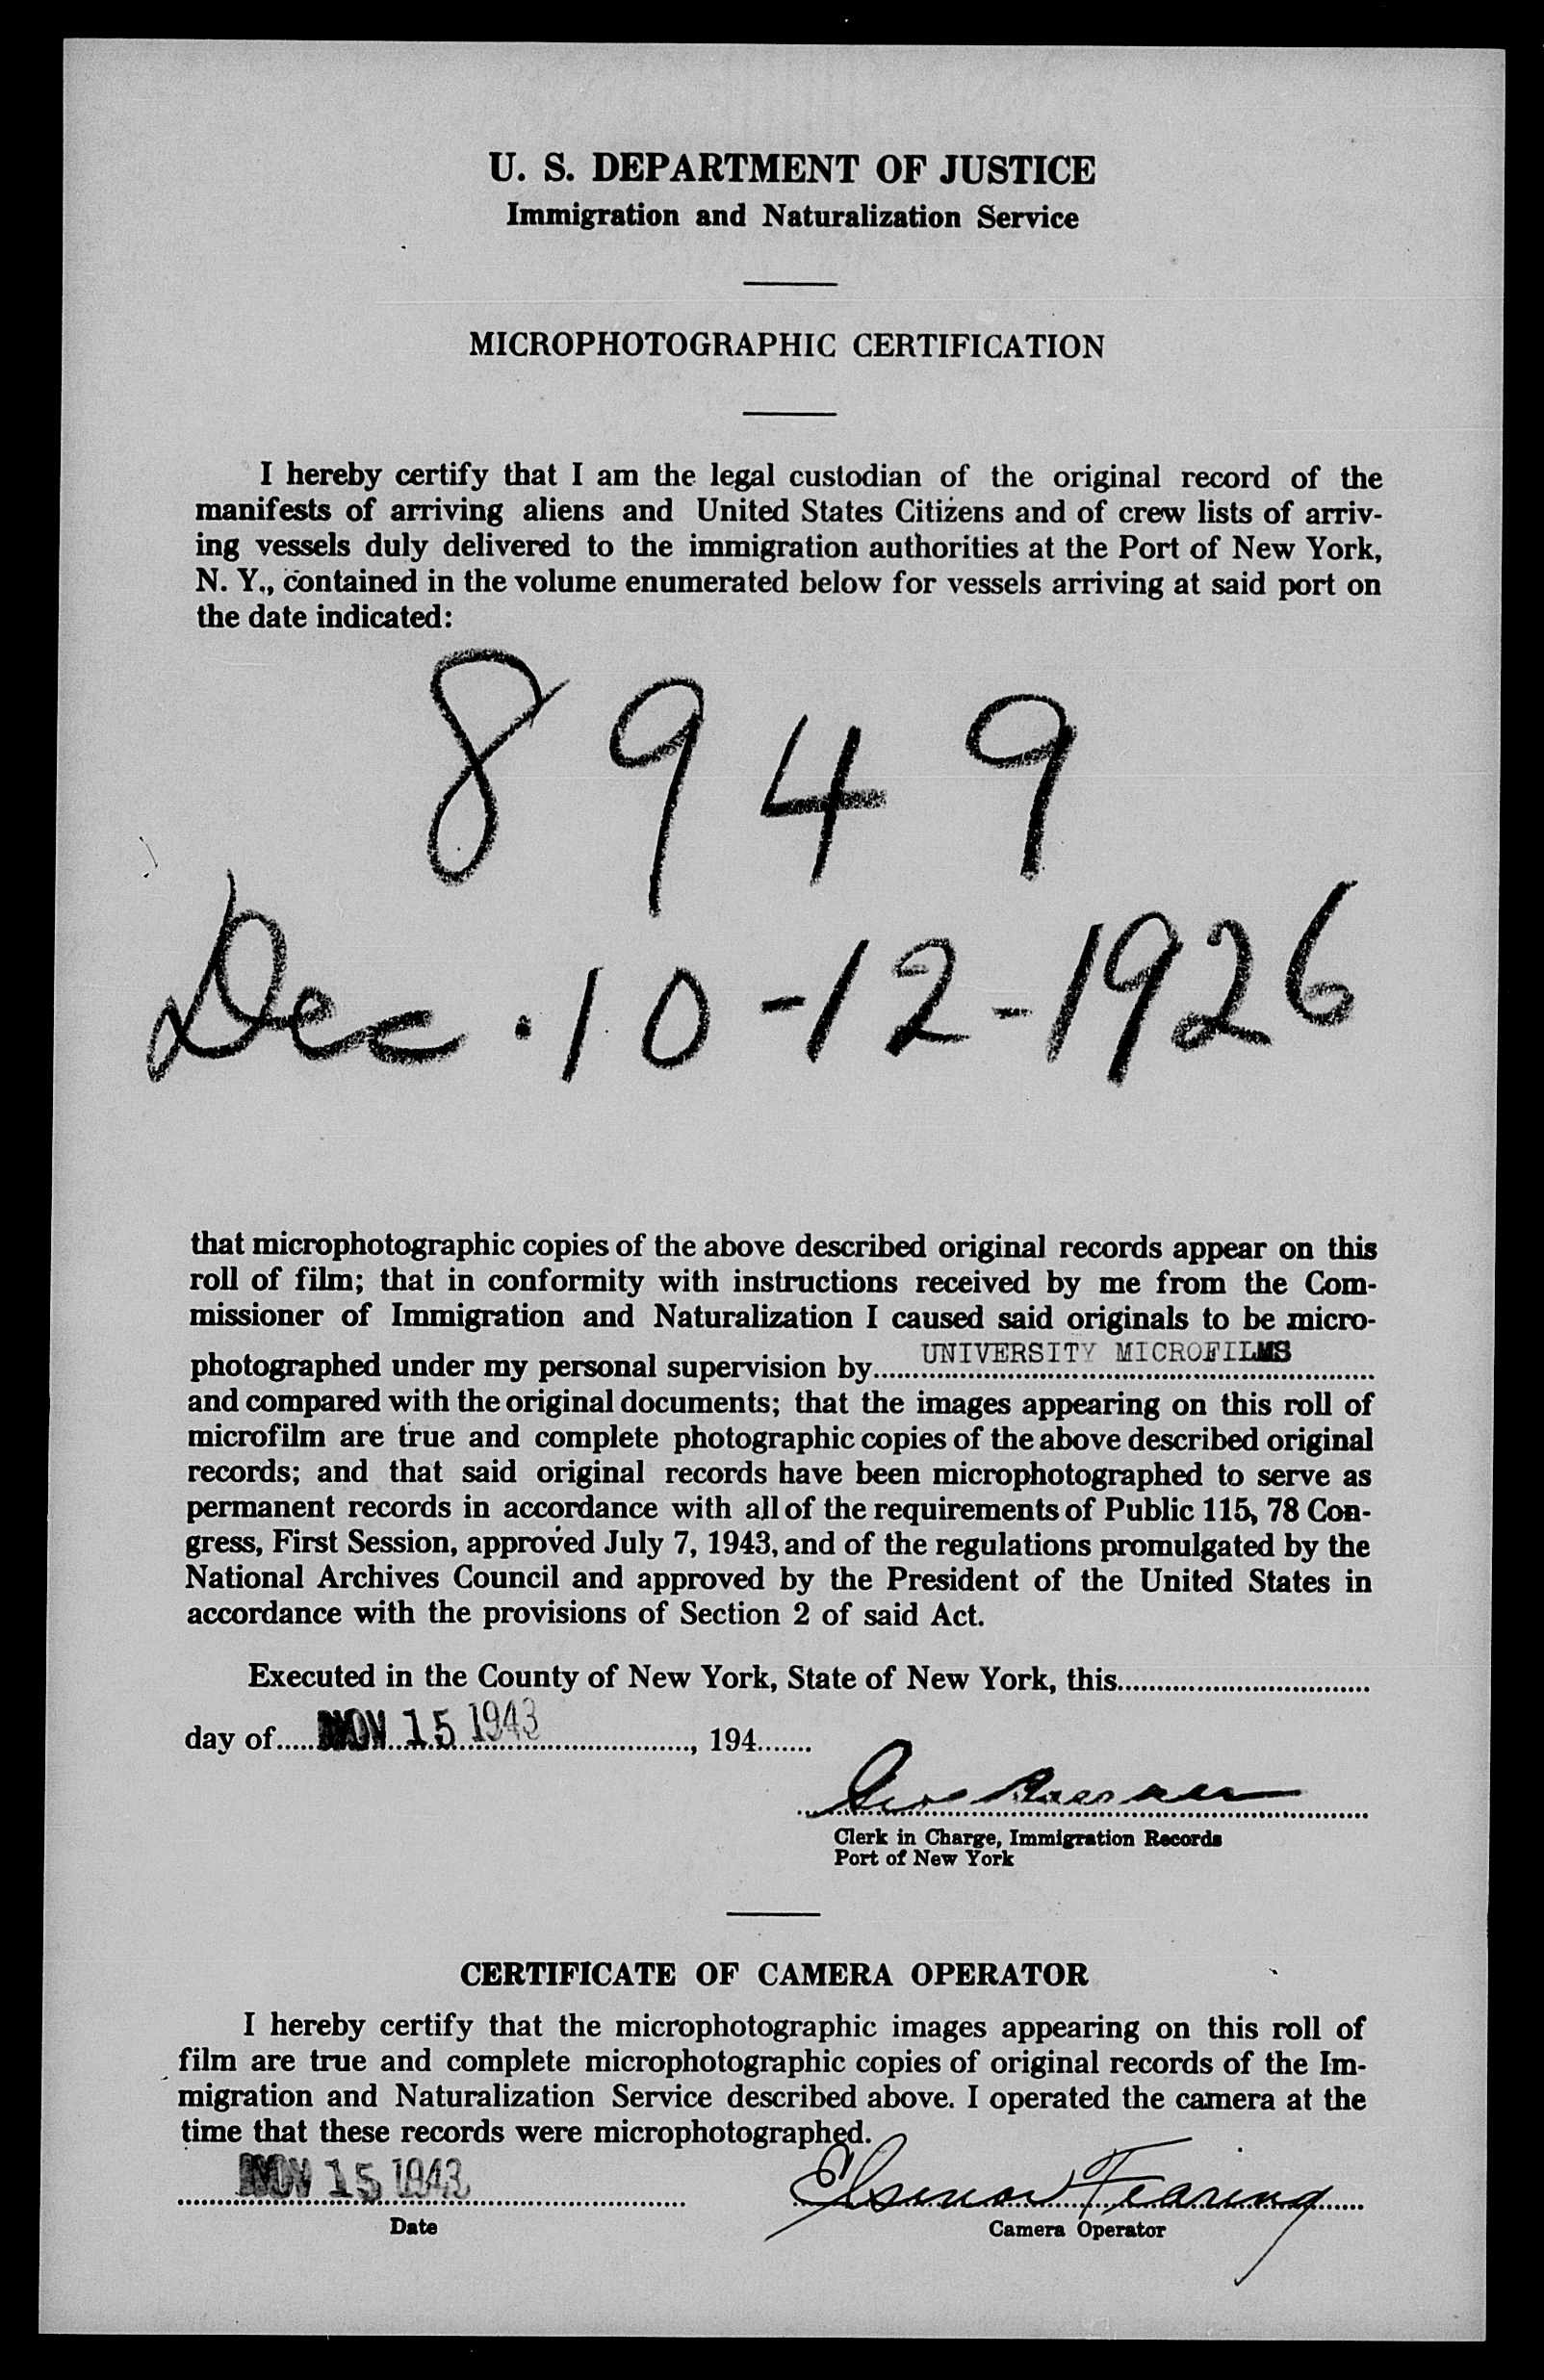 U. S. DEPARTMENT OF JUSTICE
Immigration and Naturalization Service
MICROPHOTOGRAPHIC CERTIFICATION
I hereby certify that I am the legal custodian of the original record of the
manifests of arriving aliens and United States Citizens and of crew lists of arriv-
ing vessels duly delivered to the immigration authorities at the Port of New York,
N. Y., contained in the volume enumerated below for vessels arriving at said port on
the date indicated:
8949
Dec. 10-12-1926
that microphotographic copies of the above described original records appear on this
roll of film; that in conformity with instructions received by me from the Com-
missioner of Immigration and Naturalization I caused said originals to be micro-
photographed under my personal supervision by UNIVERSITY MICROFILMS
and compared with the original documents; that the images appearing on this roll of
microfilm are true and complete photographic copies of the above described original
records; and that said original records have been microphotographed to serve as
permanent records in accordance with all of the requirements of Public 115, 78 Con-
gress, First Session, approved July 7, 1943, and of the regulations promulgated by the
National Archives Council and approved by the President of the United States in
accordance with the provisions of Section 2 of said Act.
Executed in the County of New York, State of New York, this
day of NOV 15 1943, 194
Geo
Clerk in Charge, Immigration Records
Port of New York
CERTIFICATE OF CAMERA OPERATOR
I hereby certify that the microphotographic images appearing on this roll of
film are true and complete microphotographic copies of original records of the Im-
migration and Naturalization Service described above. I operated the camera at the
time that these records were microphotographed.
NOV 15 1943 Fearing
Date Camera Operator